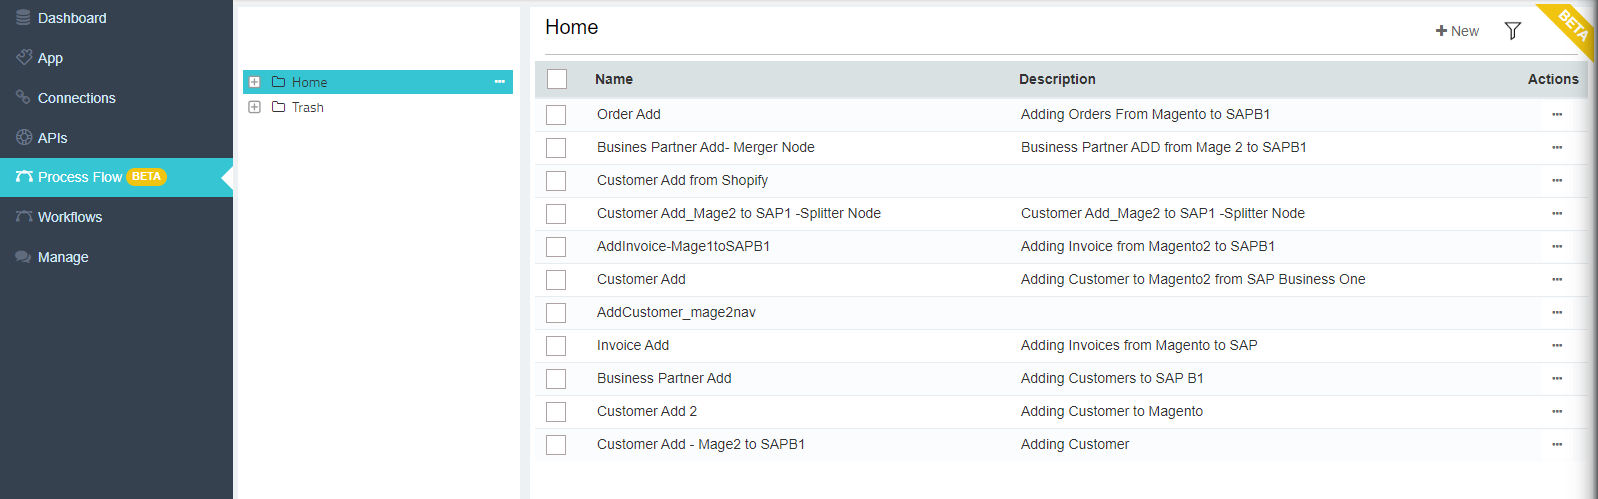 Dashboard
App
Connections
APIs
Process Flow BETA
Workflows
Manage
Home
Trash
Home
New
BETA
Name Description Actions
Order Add Adding Orders From Magento to SAPB1
Busines Partner Add- Merger Node Business Partner ADD from Mage 2 to SAPB1
Customer Add from Shopify
Customer Add_Mage2 to SAP1 -Splitter Node Customer Add_Mage2 to SAP1 -Splitter Node
AddInvoice-Mage1toSAPB1 Adding Invoice from Magento2 to SAPB1
Customer Add Adding Customer to Magento2 from SAP Business One
AddCustomer_mage2nav
Invoice Add Adding Invoices from Magento to SAP
Business Partner Add Adding Customers to SAP B1
Customer Add 2 Adding Customer to Magento
Customer Add - Mage2 to SAPB1 Adding Customer